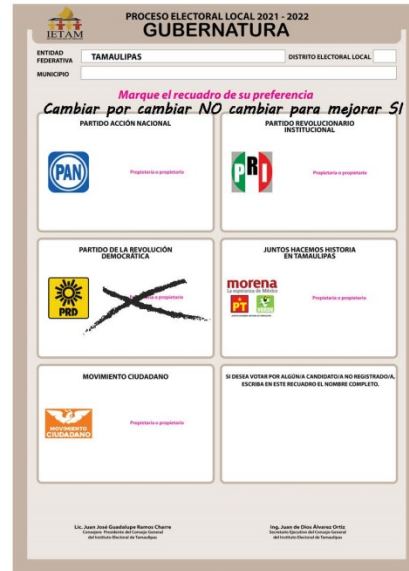 PROCESO ELECTORAL LOCAL 2021 - 2022
GUBERNATURA
IETAM
ENTIDAD FEDERATIVA
TAMAULIPAS
DISTRITO ELECTORAL LOCAL
MUNICIPIO
Marque el recuadro de su preferencia
Cambiar por cambiar NO cambiar para mejorar SI
PARTIDO ACCIÓN NACIONAL
PAN
Propietaria o propietario
PARTIDO REVOLUCIONARIO
INSTITUCIONAL
PRI
Propietaria o propietario
PARTIDO DE LA REVOLUCIÓN
DEMOCRÁTICA
PRD
Propietaria o propietario
JUNTOS HACEMOS HISTORIA
EN TAMAULIPAS
morena
La esperanza de México
PT
VERDE
Propietaria o propietario
MOVIMIENTO CIUDADANO
MOVIMIENTO
CIUDADANO
Propietaria o propietario
SI DESEA VOTAR POR ALGÚN/A CANDIDATO/A NO REGISTRADO/A,
ESCRIBA EN ESTE RECUADRO EL NOMBRE COMPLETO.
Lic. Juan José Guadalupe Ramos Charre
Consejero Presidente del Consejo General
del Instituto Electoral de Tamaulipas
Ing. Juan de Dios Álvarez Ortiz
Secretario Ejecutivo del Consejo General
del Instituto Electoral de Tamaulipas